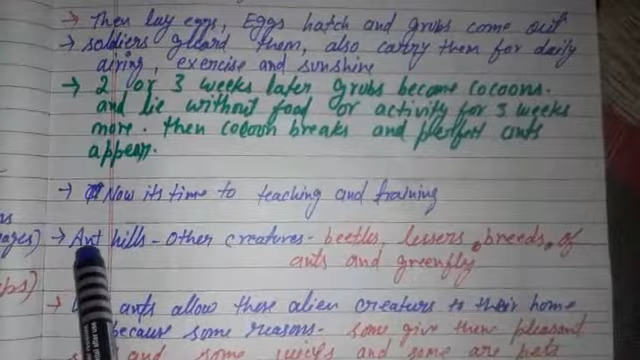 → Then lay eggs, Eggs hatch and grubs come out
→ soldiers gleard them, also carry them for daily
airing, exercise and sunshine
→ 2 or 3 weeks later grubs become cocoons.
and lie without food or activity for 3 weeks
more. then cocoon breaks and perfect ants
appear.
→ Now its time to teaching and training
→ Ant hills - Other creatures - beetles, lessers, breeds, of
ants and greenfly
→ ants allow these alien creature to their home
because some reasons. some give them pleasant
and some juices and some are pets